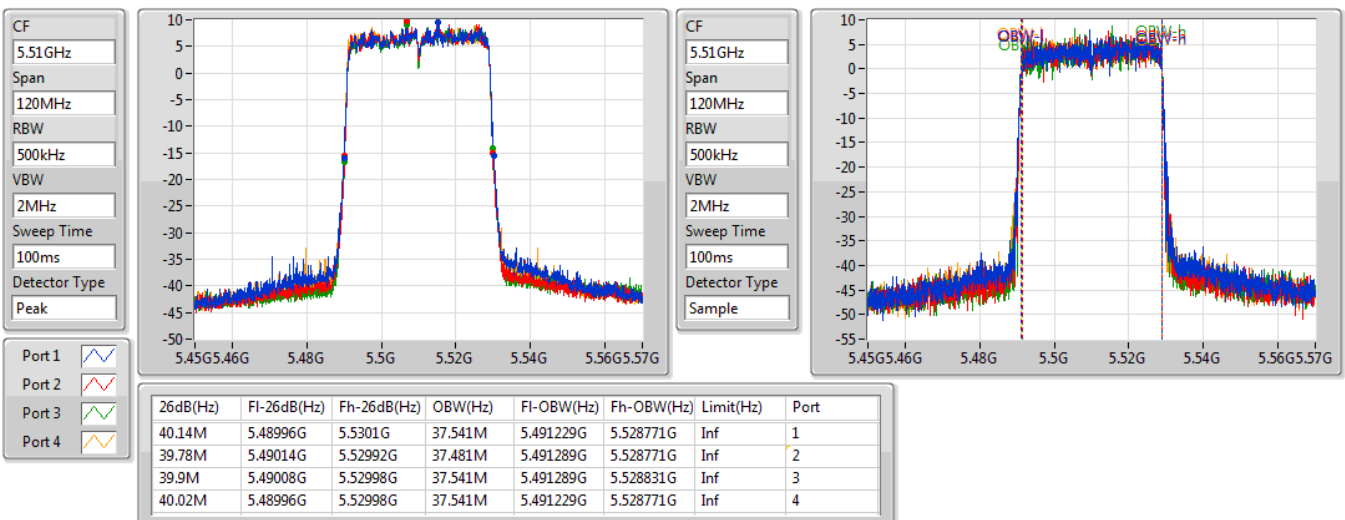 CF
5.51GHz
Span
120MHz
RBW
500kHz
VBW
2MHz
Sweep Time
100ms
Detector Type
Peak
10
5
0
-5
-10
-15
-20
-25
-30
-35
-40
-45
-50
5.45G 5.46G 5.48G 5.5G 5.52G 5.54G 5.56G 5.57G
CF
5.51GHz
Span
120MHz
RBW
500kHz
VBW
2MHz
Sweep Time
100ms
Detector Type
Sample
10
5
0
-5
-10
-15
-20
-25
-30
-35
-40
-45
-50
-55
OBW-l OBW-h
5.45G 5.46G 5.48G 5.5G 5.52G 5.54G 5.56G 5.57G
Port 1
Port 2
Port 3
Port 4
26dB(Hz) Fl-26dB(Hz) Fh-26dB(Hz) OBW(Hz) Fl-OBW(Hz) Fh-OBW(Hz) Limit(Hz) Port
40.14M 5.48996G 5.5301G 37.541M 5.491229G 5.528771G Inf 1
39.78M 5.49014G 5.52992G 37.481M 5.491289G 5.528771G Inf 2
39.9M 5.49008G 5.52998G 37.541M 5.491289G 5.528831G Inf 3
40.02M 5.48996G 5.52998G 37.541M 5.491229G 5.528771G Inf 4